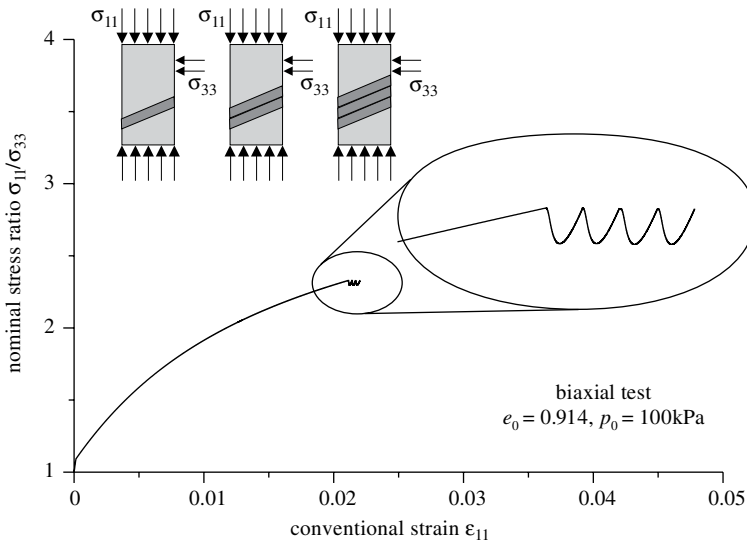 σ11 σ11 σ11
σ33 σ33 σ33
4
3
2
1
nominal stress ratio σ11/σ33
biaxial test
e0 = 0.914, p0 = 100kPa
0 0.01 0.02 0.03 0.04 0.05
conventional strain ε11